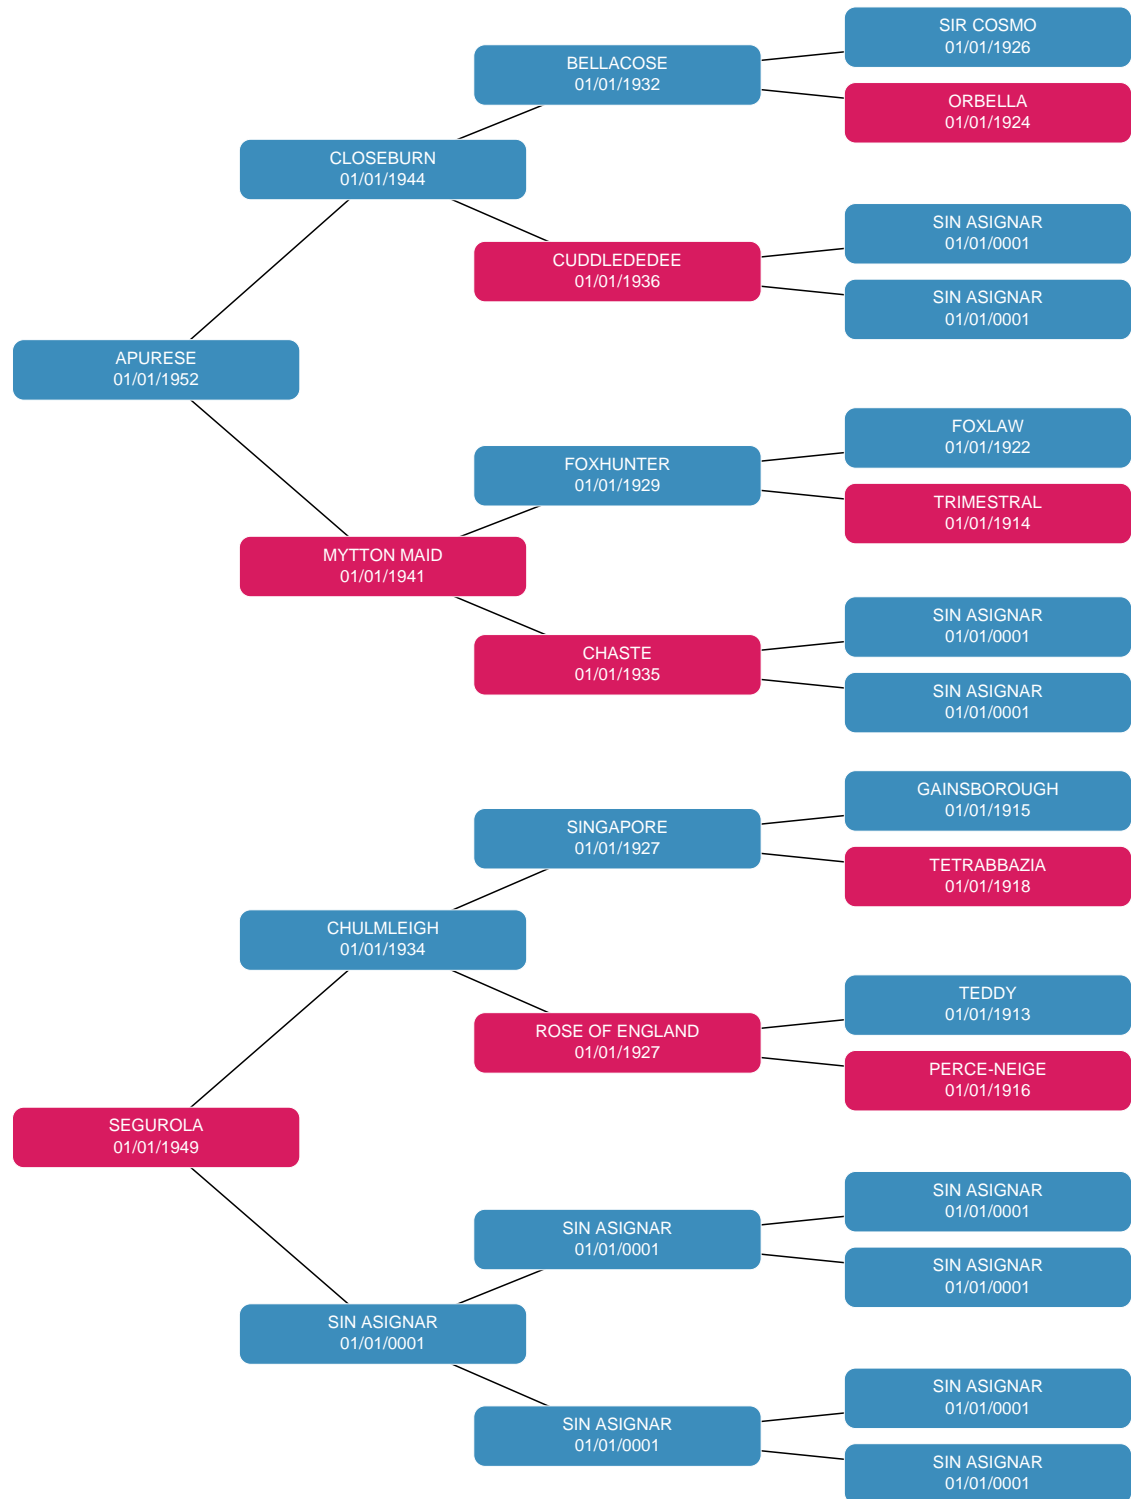 SIR COSMO
01/01/1926
BELLACOSE
01/01/1932
ORBELLA
01/01/1924
CLOSEBURN
01/01/1944
SIN ASIGNAR
01/01/0001
CUDDLEDEDEE
01/01/1936
SIN ASIGNAR
01/01/0001
APURESE
01/01/1952
FOXLAW
01/01/1922
FOXHUNTER
01/01/1929
TRIMESTRAL
01/01/1914
MYTTON MAID
01/01/1941
SIN ASIGNAR
01/01/0001
CHASTE
01/01/1935
SIN ASIGNAR
01/01/0001
GAINSBOROUGH
01/01/1915
SINGAPORE
01/01/1927
TETRABBAZIA
01/01/1918
CHULMLEIGH
01/01/1934
TEDDY
01/01/1913
ROSE OF ENGLAND
01/01/1927
PERCE-NEIGE
01/01/1916
SEGUROLA
01/01/1949
SIN ASIGNAR
01/01/0001
SIN ASIGNAR
01/01/0001
SIN ASIGNAR
01/01/0001
SIN ASIGNAR
01/01/0001
SIN ASIGNAR
01/01/0001
SIN ASIGNAR
01/01/0001
SIN ASIGNAR
01/01/0001